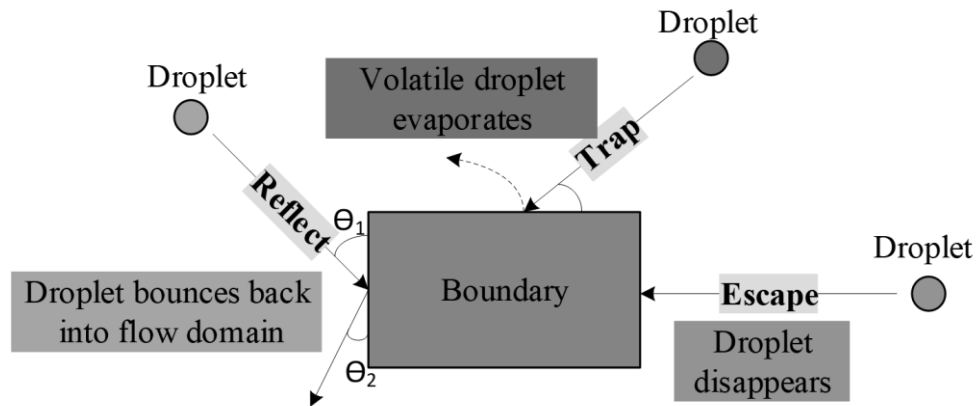 Droplet
Volatile droplet
evaporates
Droplet
Trap
Reflect
ϴ1
Droplet
Droplet bounces back
into flow domain
Boundary
Escape
Droplet
disappears
ϴ2